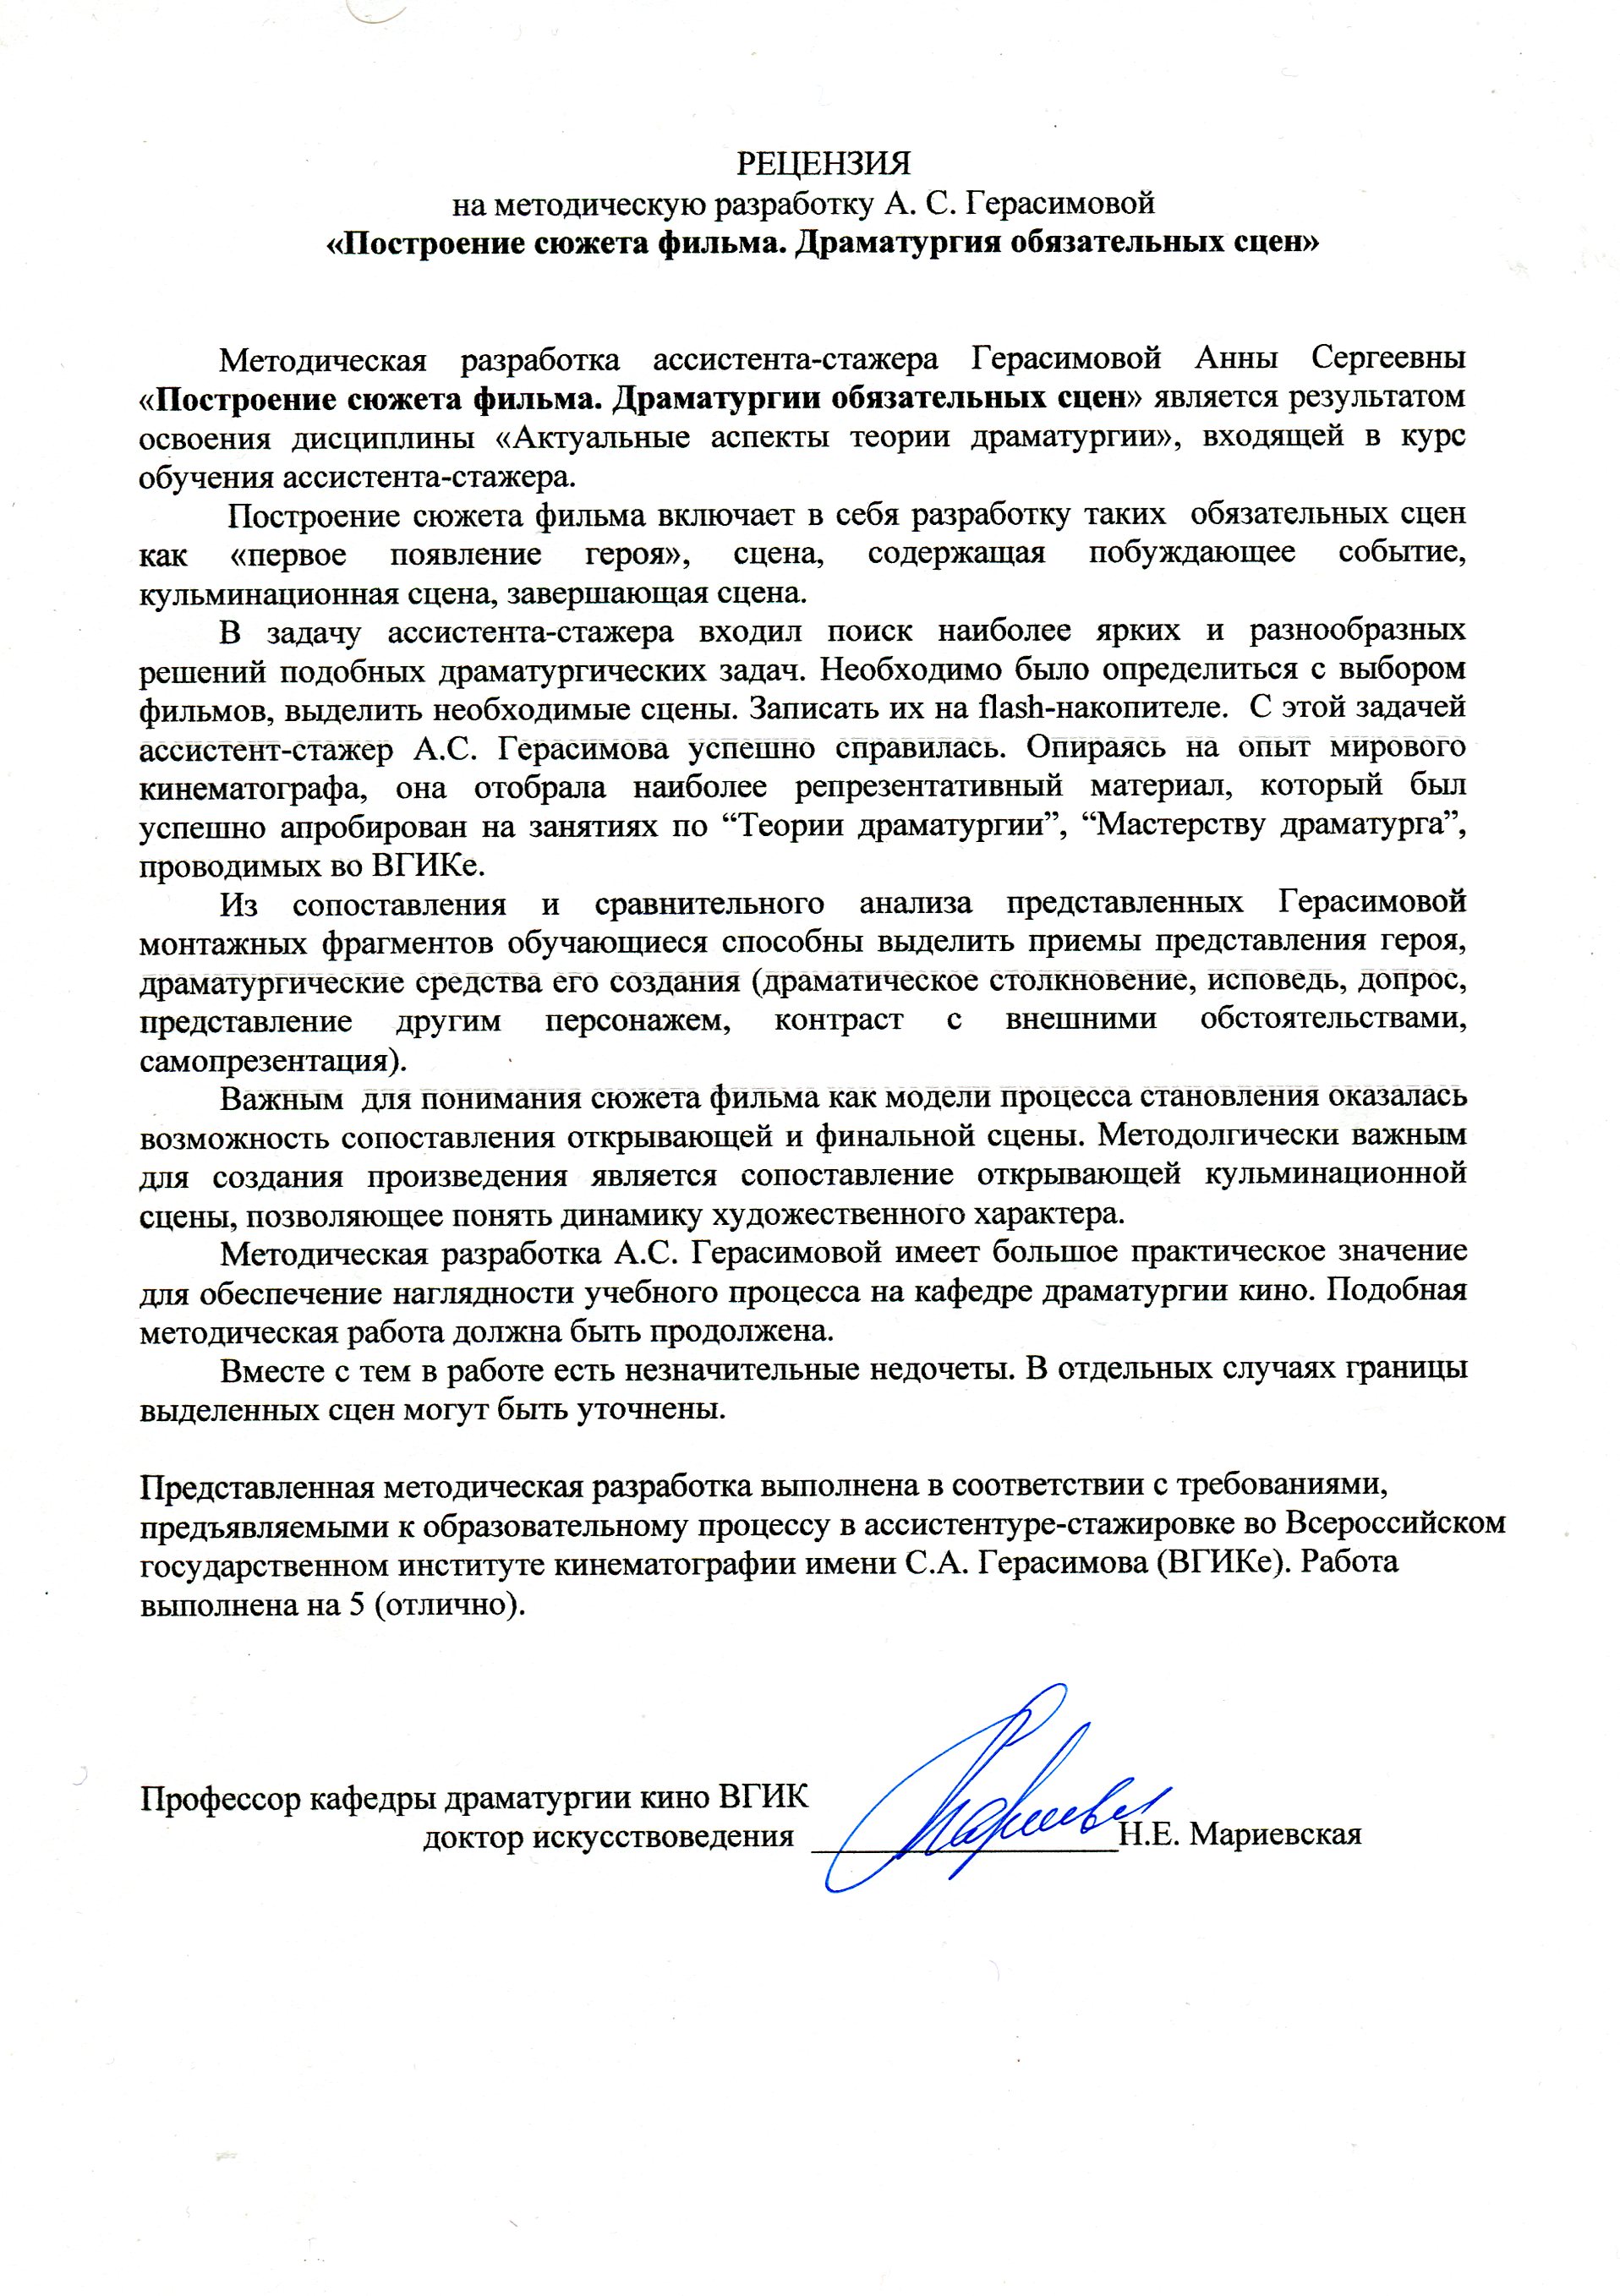 РЕЦЕНЗИЯ
на методическую разработку А. С. Герасимовой
«Построение сюжета фильма. Драматургия обязательных сцен»
Методическая разработка ассистента-стажера Герасимовой Анны Сергеевны
«Построение сюжета фильма. Драматургии обязательных сцен» является результатом
освоения дисциплины «Актуальные аспекты теории драматургии», входящей в курс
обучения ассистента-стажера.
Построение сюжета фильма включает в себя разработку таких обязательных сцен
как «первое появление героя», сцена, содержащая побуждающее событие,
кульминационная сцена, завершающая сцена.
В задачу ассистента-стажера входил поиск наиболее ярких и разнообразных
решений подобных драматургических задач. Необходимо было определиться с выбором
фильмов, выделить необходимые сцены. Записать их на flash-накопителе. С этой задачей
ассистент-стажер А.С. Герасимова успешно справилась. Опираясь на опыт мирового
кинематографа, она отобрала наиболее репрезентативный материал, который был
успешно апробирован на занятиях по “Теории драматургии”, “Мастерству драматурга”,
проводимых во ВГИКе.
Из сопоставления и сравнительного анализа представленных Герасимовой
монтажных фрагментов обучающиеся способны выделить приемы представления героя,
драматургические средства его создания (драматическое столкновение, исповедь, допрос,
представление другим персонажем, контраст с внешними обстоятельствами,
самопрезентация).
Важным для понимания сюжета фильма как модели процесса становления оказалась
возможность сопоставления открывающей и финальной сцены. Методолгически важным
для создания произведения является сопоставление открывающей кульминационной
сцены, позволяющее понять динамику художественного характера.
Методическая разработка А.С. Герасимовой имеет большое практическое значение
для обеспечение наглядности учебного процесса на кафедре драматургии кино. Подобная
методическая работа должна быть продолжена.
Вместе с тем в работе есть незначительные недочеты. В отдельных случаях границы
выделенных сцен могут быть уточнены.
Представленная методическая разработка выполнена в соответствии с требованиями,
предъявляемыми к образовательному процессу в ассистентуре-стажировке во Всероссийском
государственном институте кинематографии имени С.А. Герасимова (ВГИКе). Работа
выполнена на 5 (отлично).
Профессор кафедры драматургии кино ВГИК
доктор искусствоведения Н.Е. Мариевская